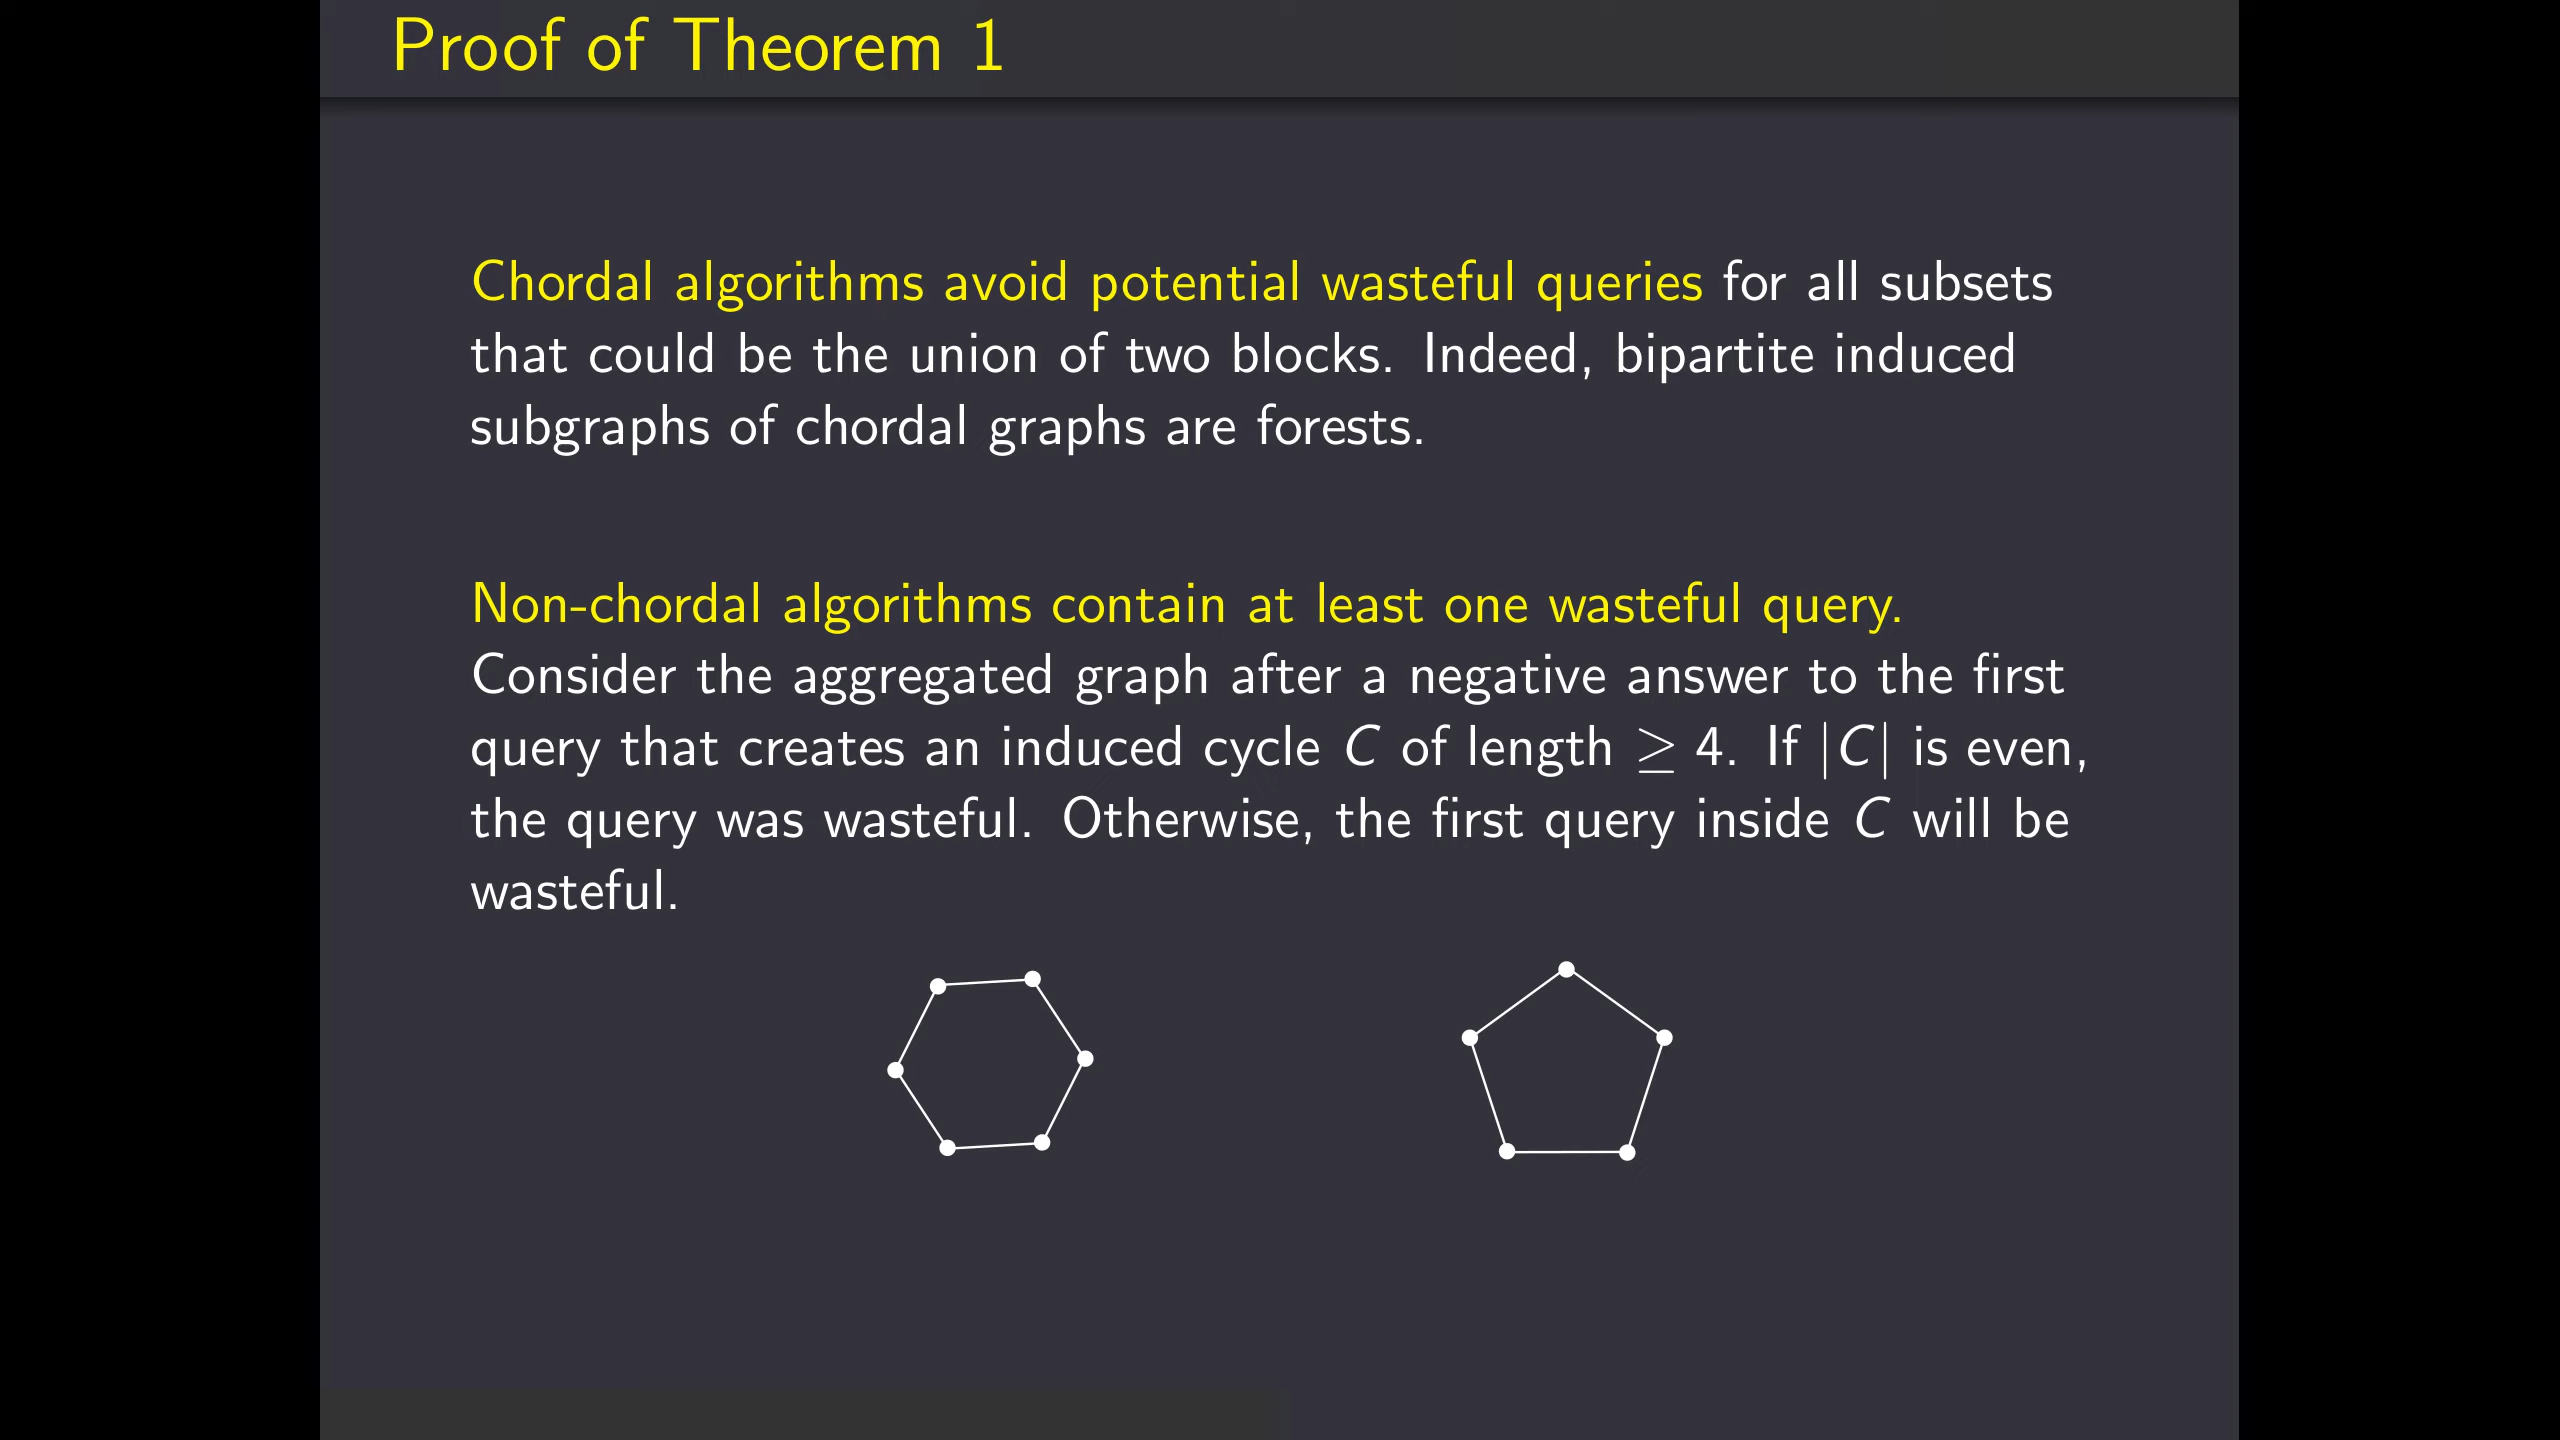 Proof of Theorem 1
Chordal algorithms avoid potential wasteful queries for all subsets
that could be the union of two blocks. Indeed, bipartite induced
subgraphs of chordal graphs are forests.
Non-chordal algorithms contain at least one wasteful query.
Consider the aggregated graph after a negative answer to the first
query that creates an induced cycle C of length ≥ 4. If |C| is even,
the query was wasteful. Otherwise, the first query inside C will be
wasteful.